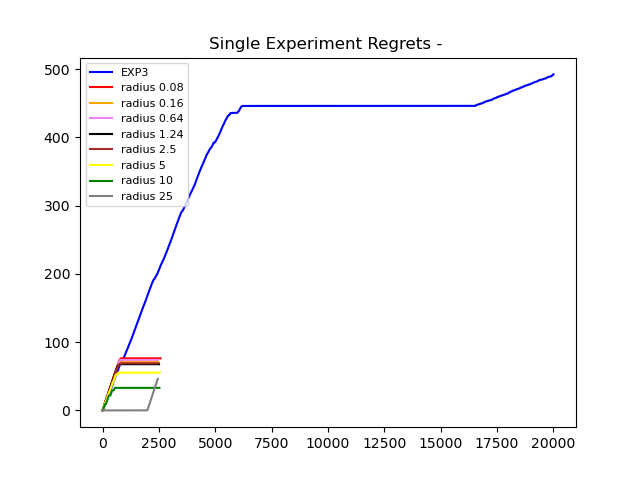 Single Experiment Regrets -
EXP3
radius 0.08
radius 0.16
radius 0.64
radius 1.24
radius 2.5
radius 5
radius 10
radius 25
500
400
300
200
100
0
0 2500 5000 7500 10000 12500 15000 17500 20000